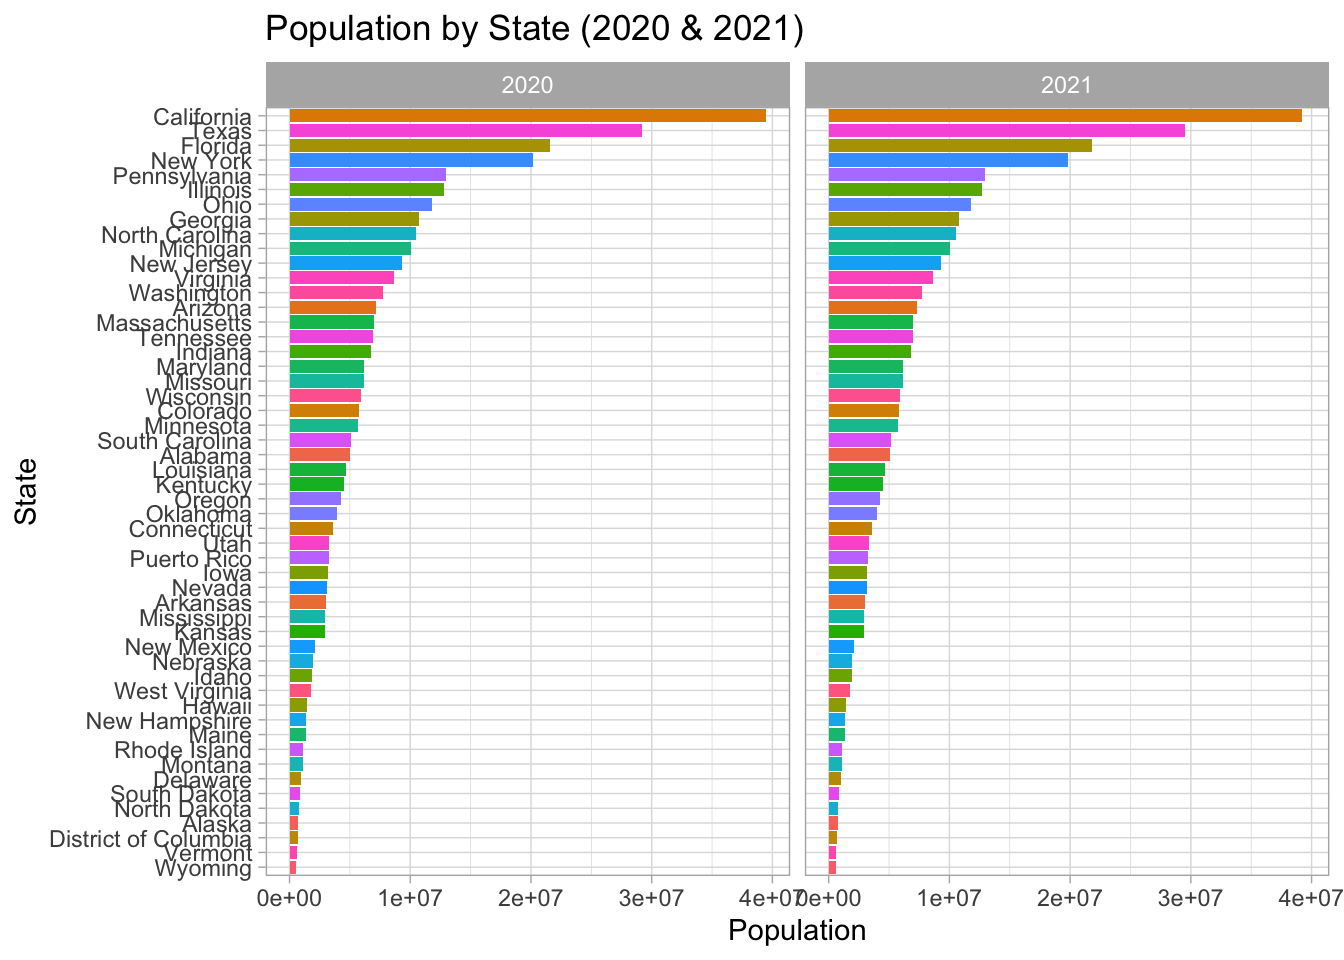 Population by State (2020 & 2021)
2020
2021
California
Texas
Florida
New York
Pennsylvania
Illinois
Ohio
Georgia
North Carolina
Michigan
New Jersey
Virginia
Washington
Arizona
Massachusetts
Tennessee
Indiana
Maryland
Missouri
Wisconsin
Colorado
Minnesota
South Carolina
Alabama
Louisiana
Kentucky
Oregon
Oklahoma
Connecticut
Utah
Puerto Rico
Iowa
Nevada
Arkansas
Mississippi
Kansas
New Mexico
Nebraska
Idaho
West Virginia
Hawaii
New Hampshire
Maine
Rhode Island
Montana
Delaware
South Dakota
North Dakota
Alaska
District of Columbia
Vermont
Wyoming
State
0e+00 1e+07 2e+07 3e+07 4e+07 0e+00 1e+07 2e+07 3e+07 4e+07
Population